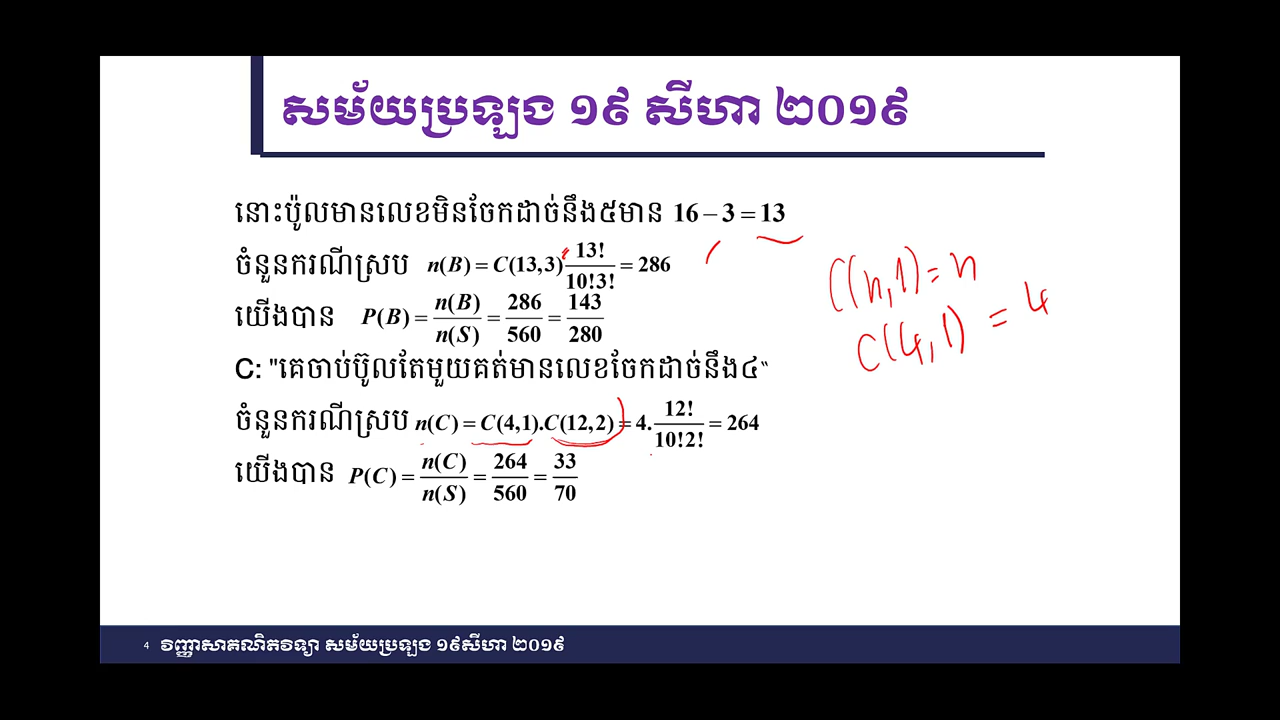 សម័យប្រឡង ១៩ សីហា ២០១៩
នោះប៉ូលមានលេខមិនចែកដាច់នឹង៥មាន 16 – 3 = 13
ចំនួនករណីស្រប n(B) = C(13,3) = 13!/10!3! = 286
យើងបាន P(B) = n(B)/n(S) = 286/560 = 143/280
C: "គេចាប់ប៊ូលតែមួយគត់មានលេខចែកដាច់នឹង៤“
ចំនួនករណីស្រប n(C) = C(4,1).C(12,2) = 4. 12!/10!2! = 264
យើងបាន P(C) = n(C)/n(S) = 264/560 = 33/70
C(n,1) = n
C(4,1) = 4
4 វិញ្ញាសាគណិតវិទ្យា សម័យប្រឡង ១៩សីហា ២០១៩